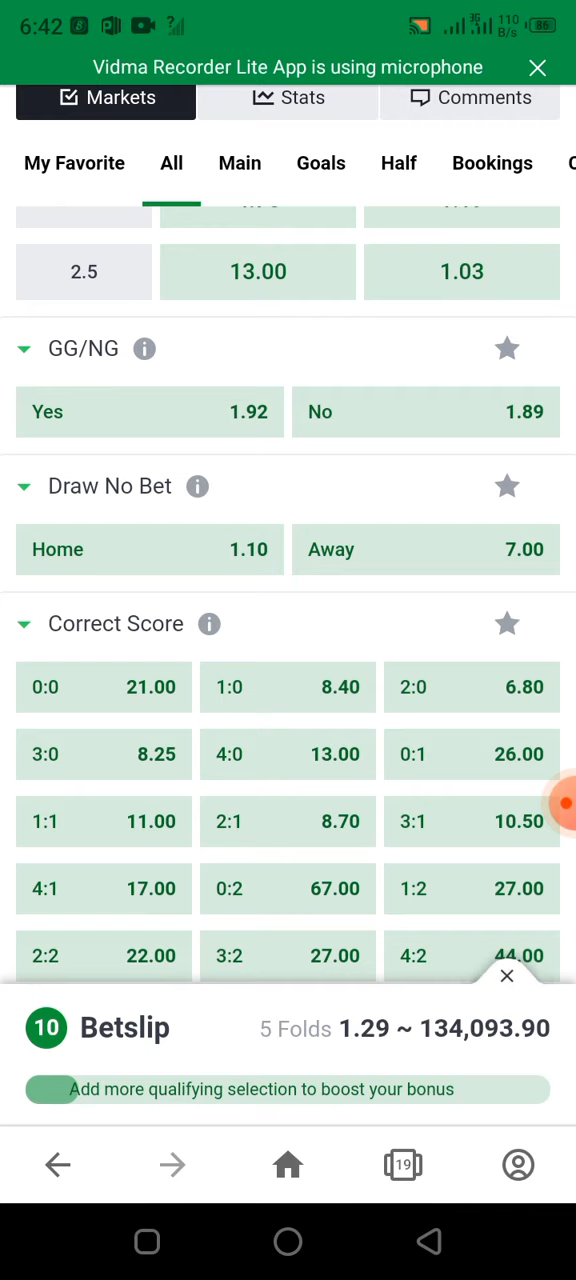 6:42 3G 110 B/s 86
Vidma Recorder Lite App is using microphone
Markets Stats Comments
My Favorite All Main Goals Half Bookings
2.5 13.00 1.03
GG/NG
Yes 1.92 No 1.89
Draw No Bet
Home 1.10 Away 7.00
Correct Score
0:0 21.00 1:0 8.40 2:0 6.80
3:0 8.25 4:0 13.00 0:1 26.00
1:1 11.00 2:1 8.70 3:1 10.50
4:1 17.00 0:2 67.00 1:2 27.00
2:2 22.00 3:2 27.00 4:2 44.00
10 Betslip 5 Folds 1.29 ~ 134,093.90
Add more qualifying selection to boost your bonus
19